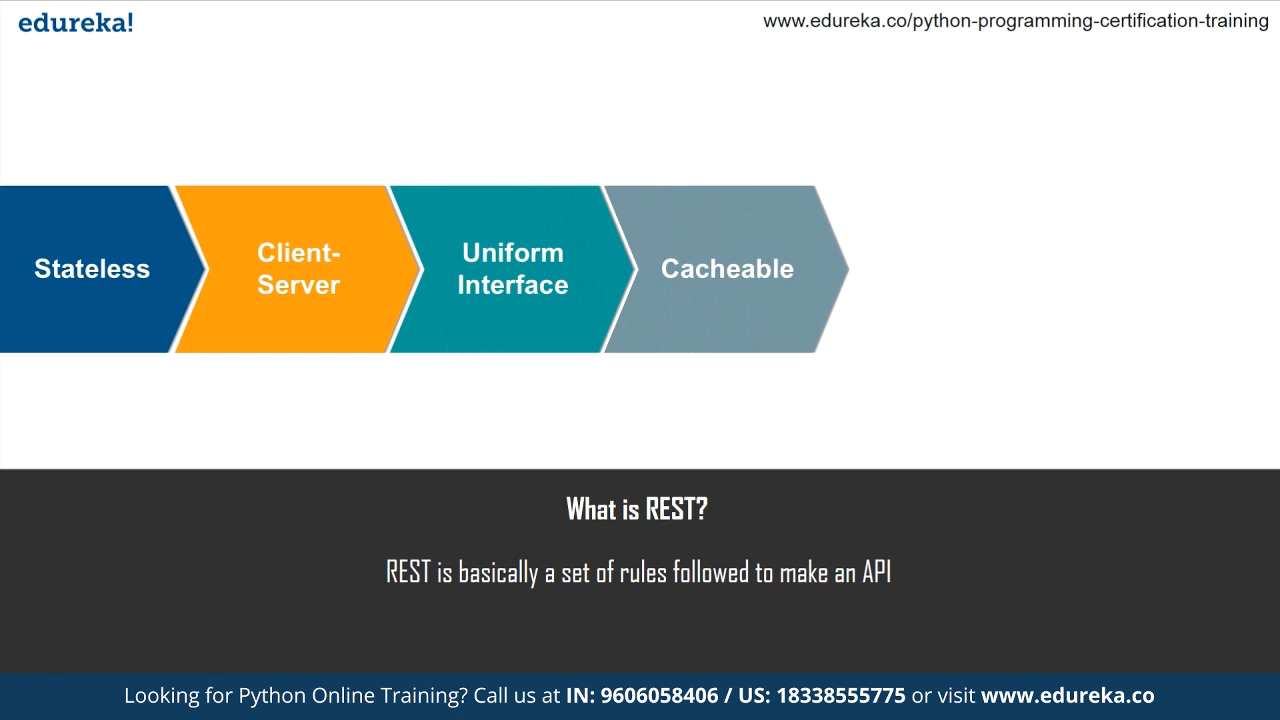 edureka!
www.edureka.co/python-programming-certification-training
Stateless
Client-
Server
Uniform
Interface
Cacheable
What is REST?
REST is basically a set of rules followed to make an API
Looking for Python Online Training? Call us at IN: 9606058406 / US: 18338555775 or visit www.edureka.co